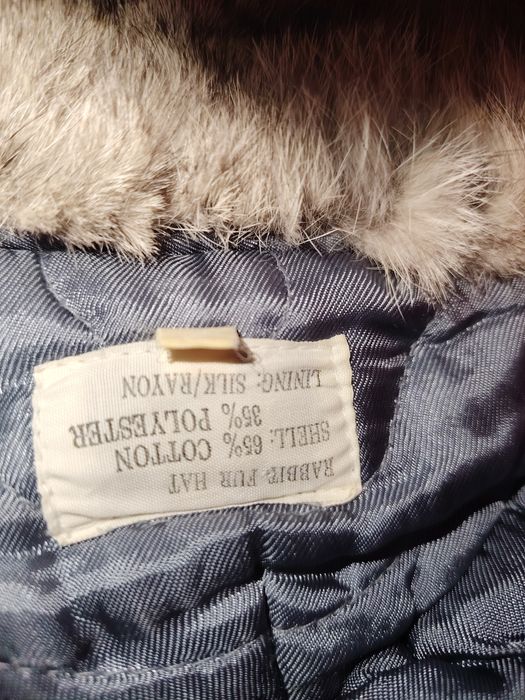 RABBIT FUR HAT
SHELL: 65% COTTON
35% POLYESTER
LINING: SILK/RAYON